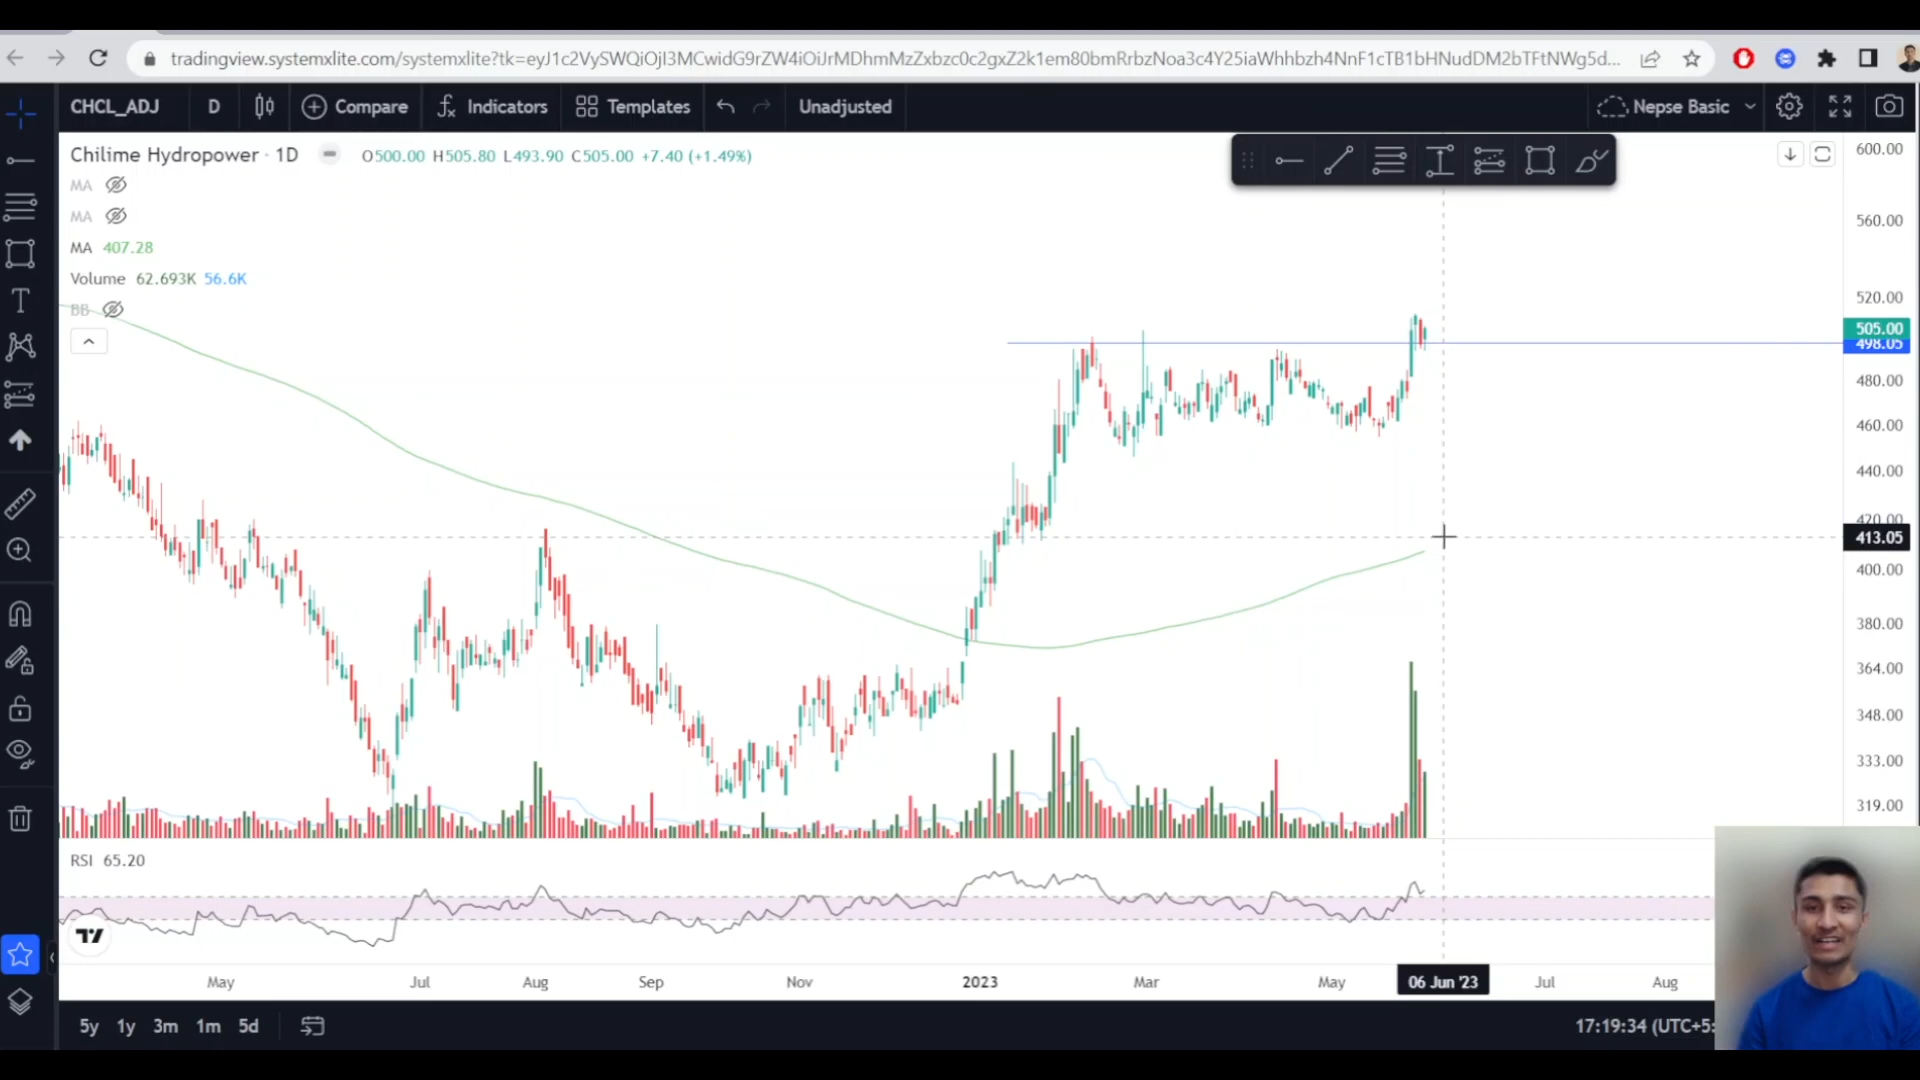 tradingview.systemxlite.com/systemxlite?tk=eyJ1c2VySWQiOjI3MCwidG9rZW4iOiJrMDhmMzZxbzc0c2gxZ2k1em80bmRrbzNoa3c4Y25iaWhhbzh4NnF1cTB1bHNudDM2bTFtNWg5d...
CHCL_ADJ D Compare Indicators Templates Unadjusted Nepse Basic
Chilime Hydropower · 1D O500.00 H505.80 L493.90 C505.00 +7.40 (+1.49%)
MA
MA
MA 407.28
Volume 62.693K 56.6K
BB
600.00
560.00
520.00
505.00
498.05
480.00
460.00
440.00
420.00
413.05
400.00
380.00
364.00
348.00
333.00
319.00
RSI 65.20
May Jul Aug Sep Nov 2023 Mar May 06 Jun '23 Jul Aug
5y 1y 3m 1m 5d 17:19:34 (UTC+5: